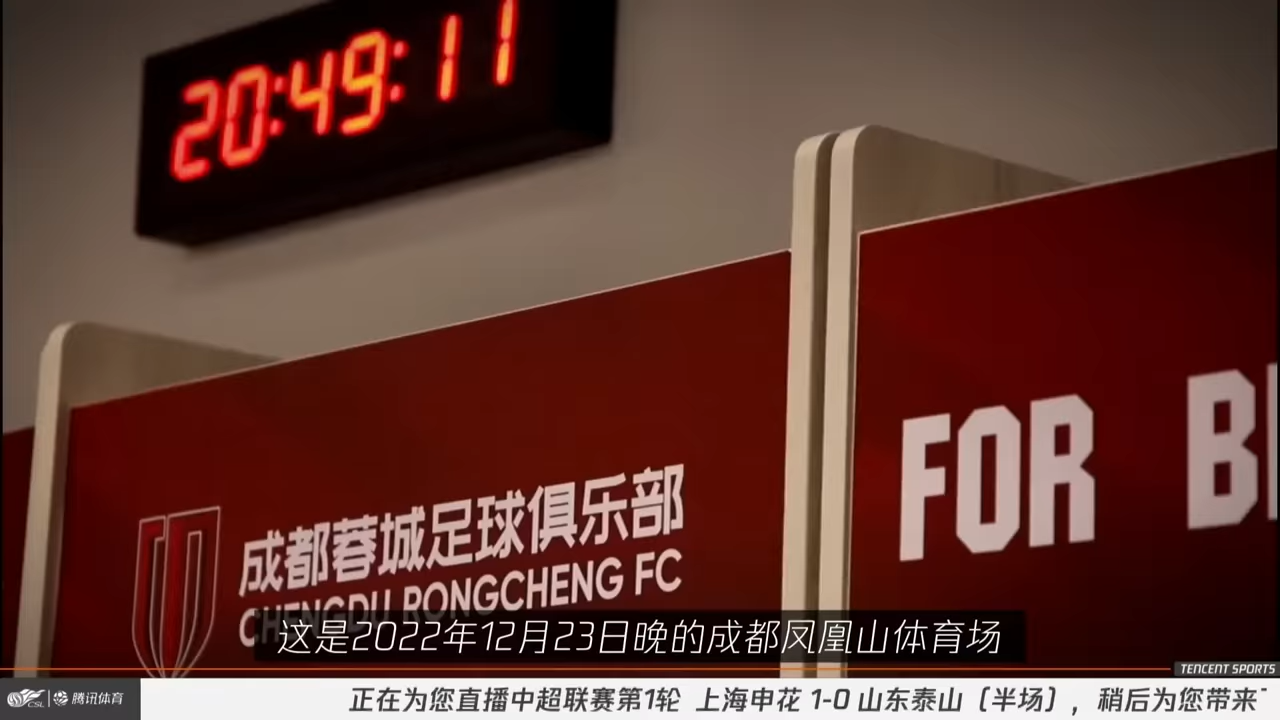 20:49:11
成都蓉城足球俱乐部
CHENGDU RONGCHENG FC
FOR
这是2022年12月23日晚的成都凤凰山体育场
TENCENT SPORTS
CSL 腾讯体育
正在为您直播中超联赛第1轮 上海申花 1-0 山东泰山（半场），稍后为您带来